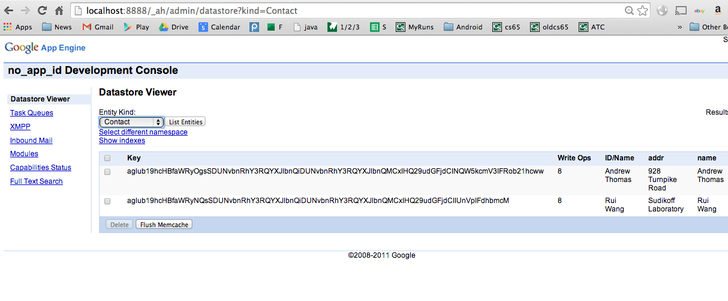 localhost:8888/_ah/admin/datastore?kind=Contact
Apps News Gmail Play Drive Calendar P F java 1/2/3 S MyRuns Android cs65 oldcs65 ATC Other Bookmarks
Google App Engine
no_app_id Development Console
Datastore Viewer
Task Queues
XMPP
Inbound Mail
Modules
Capabilities Status
Full Text Search
Datastore Viewer
Entity Kind:
Contact List Entities
Select different namespace
Show indexes
Results
Key Write Ops ID/Name addr name
8 Andrew Thomas 928 Turnpike Road Andrew Thomas
8 Rui Wang Sudikoff Laboratory Rui Wang
Delete Flush Memcache
©2008-2011 Google